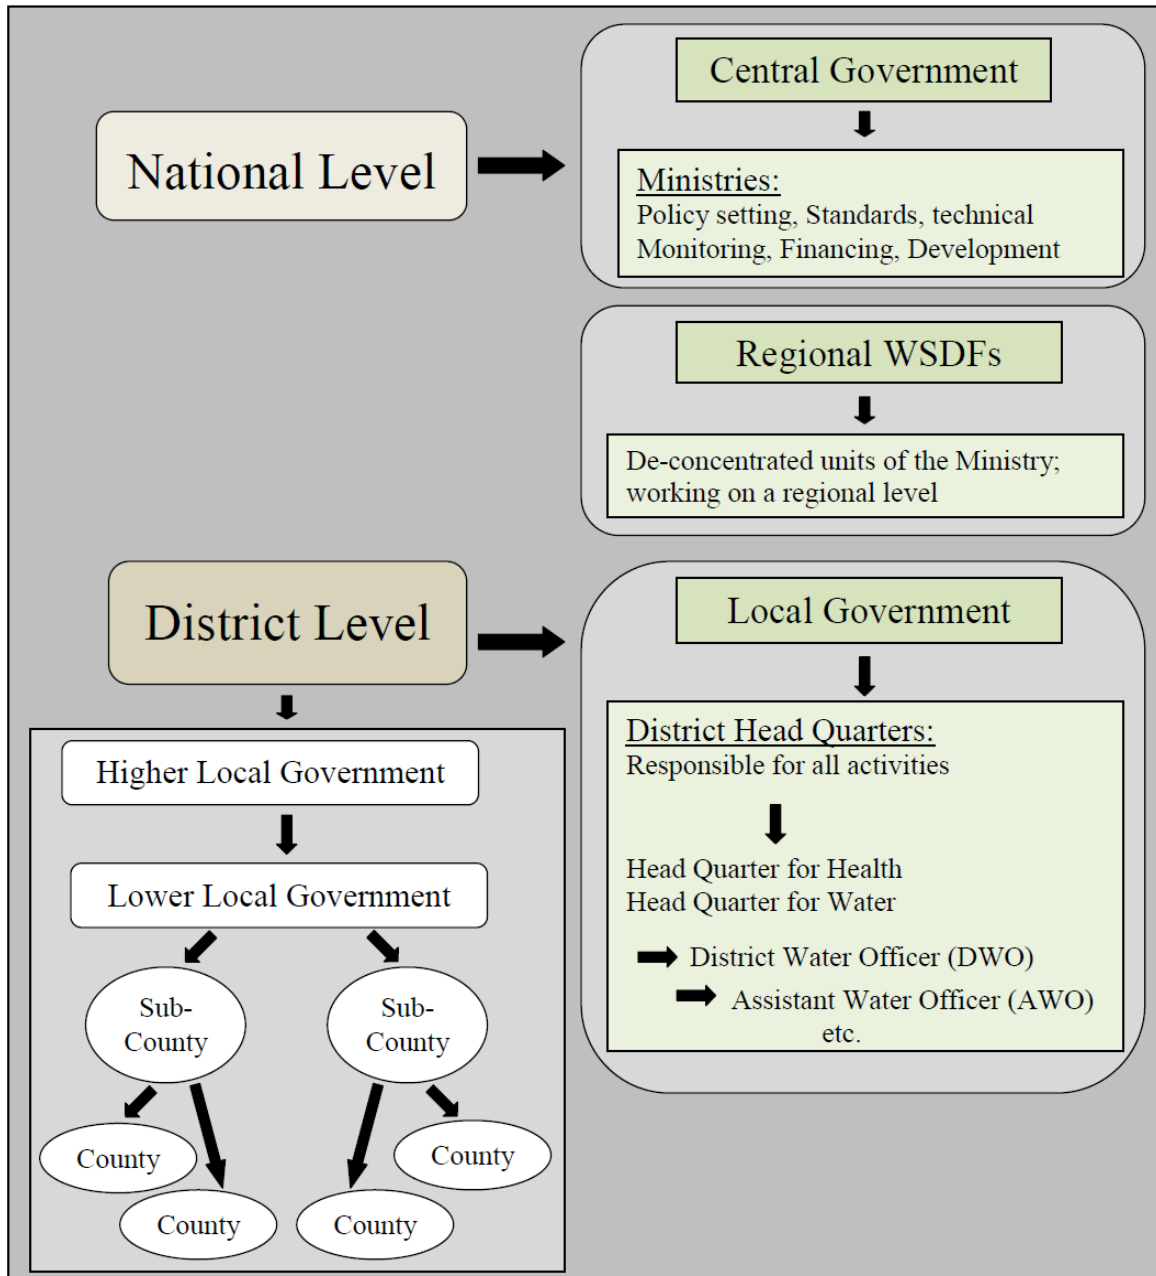 National Level
Central Government
Ministries:
Policy setting, Standards, technical
Monitoring, Financing, Development
Regional WSDFs
De-concentrated units of the Ministry;
working on a regional level
District Level
Local Government
District Head Quarters:
Responsible for all activities
Head Quarter for Health
Head Quarter for Water
District Water Officer (DWO)
Assistant Water Officer (AWO)
etc.
Higher Local Government
Lower Local Government
Sub-
County
Sub-
County
County
County
County
County